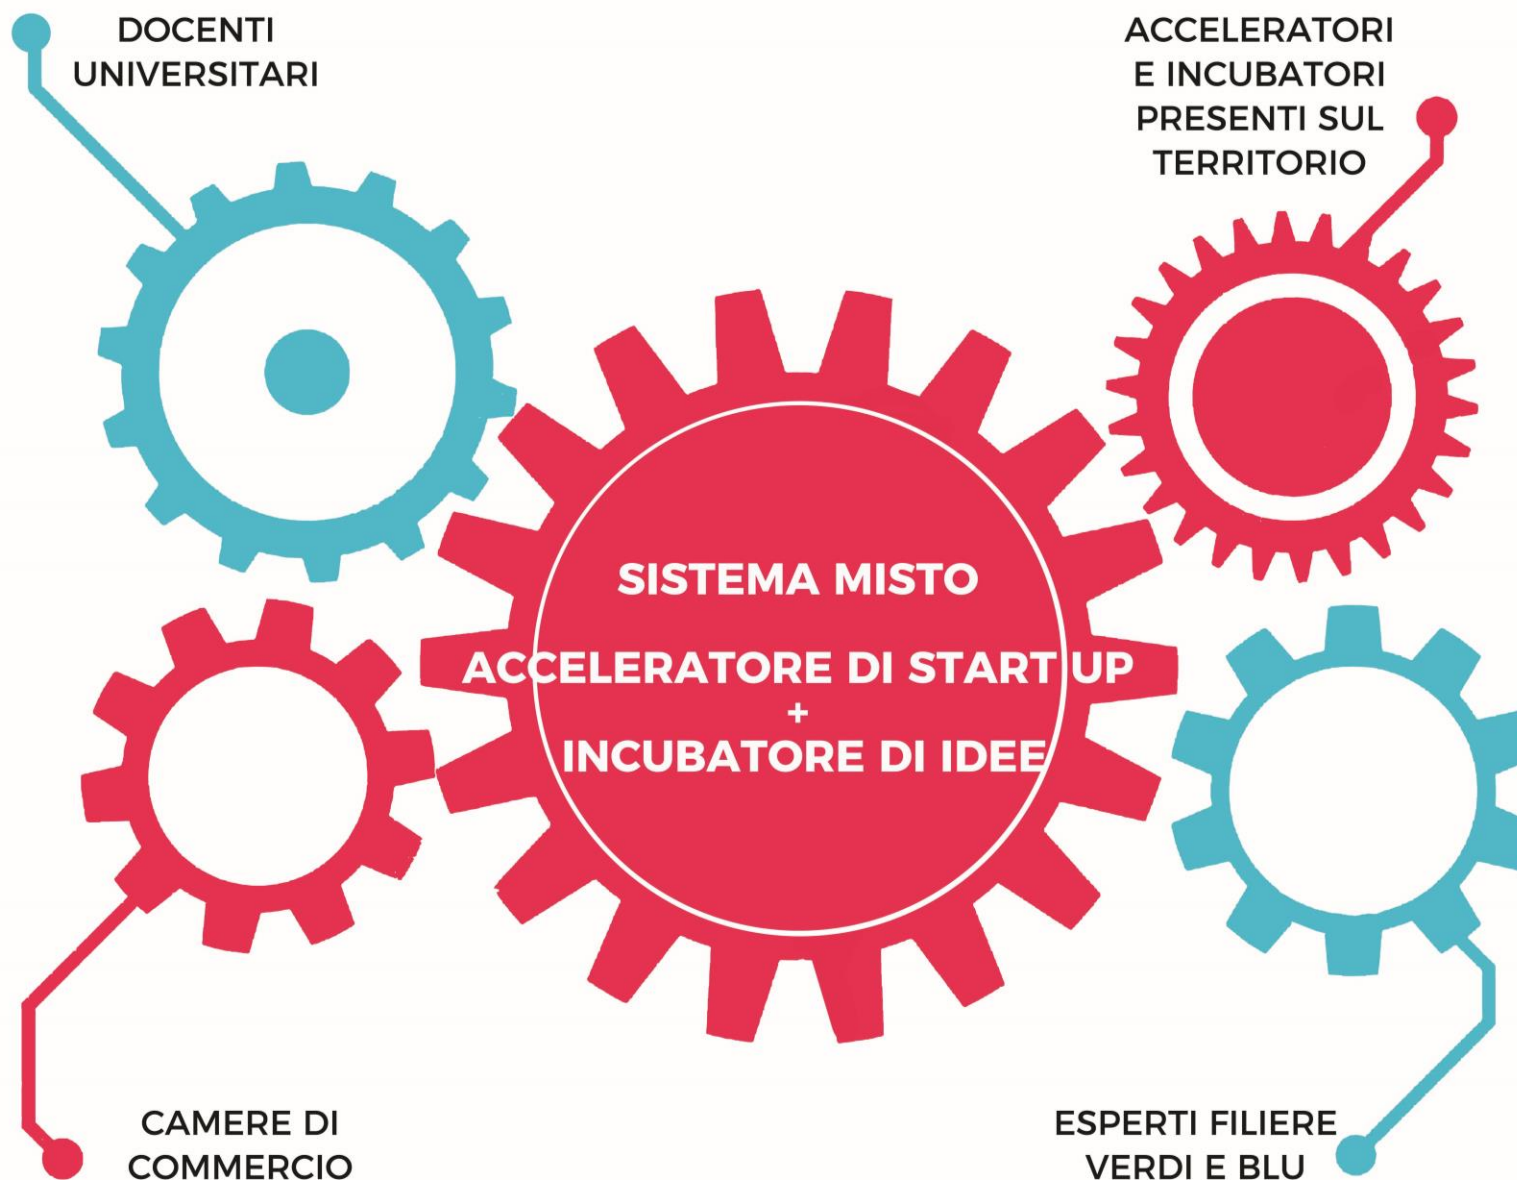 DOCENTI
UNIVERSITARI
ACCELERATORI
E INCUBATORI
PRESENTI SUL
TERRITORIO
SISTEMA MISTO
ACCELERATORE DI START UP
+
INCUBATORE DI IDEE
CAMERE DI
COMMERCIO
ESPERTI FILIERE
VERDI E BLU